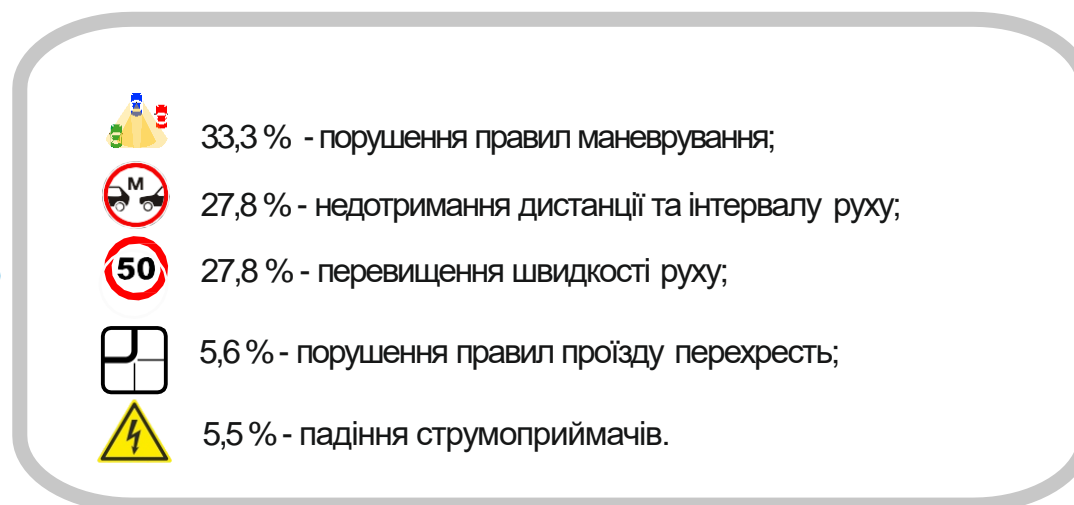 33,3 % - порушення правил маневрування;
М
27,8 % - недотримання дистанції та інтервалу руху;
50
27,8 % - перевищення швидкості руху;
5,6 % - порушення правил проїзду перехресть;
5,5 % - падіння струмоприймачів.